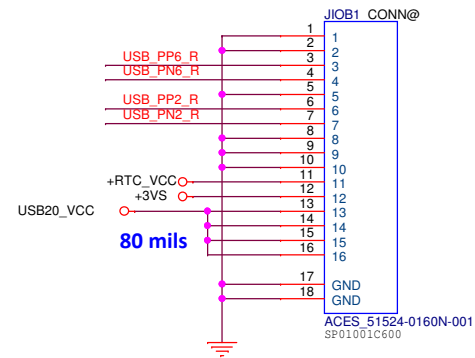 JIOB1 CONN@
1 1
2 2
USB_PP6_R 3 3
USB_PN6_R 4 4
5 5
USB_PP2_R 6 6
USB_PN2_R 7 7
8 8
9 9
10 10
+RTC_VCC 11 11
+3VS 12 12
USB20_VCC 13 13
14 14
80 mils 15 15
16 16
17 GND
18 GND
ACES_51524-0160N-001
SP01001C600